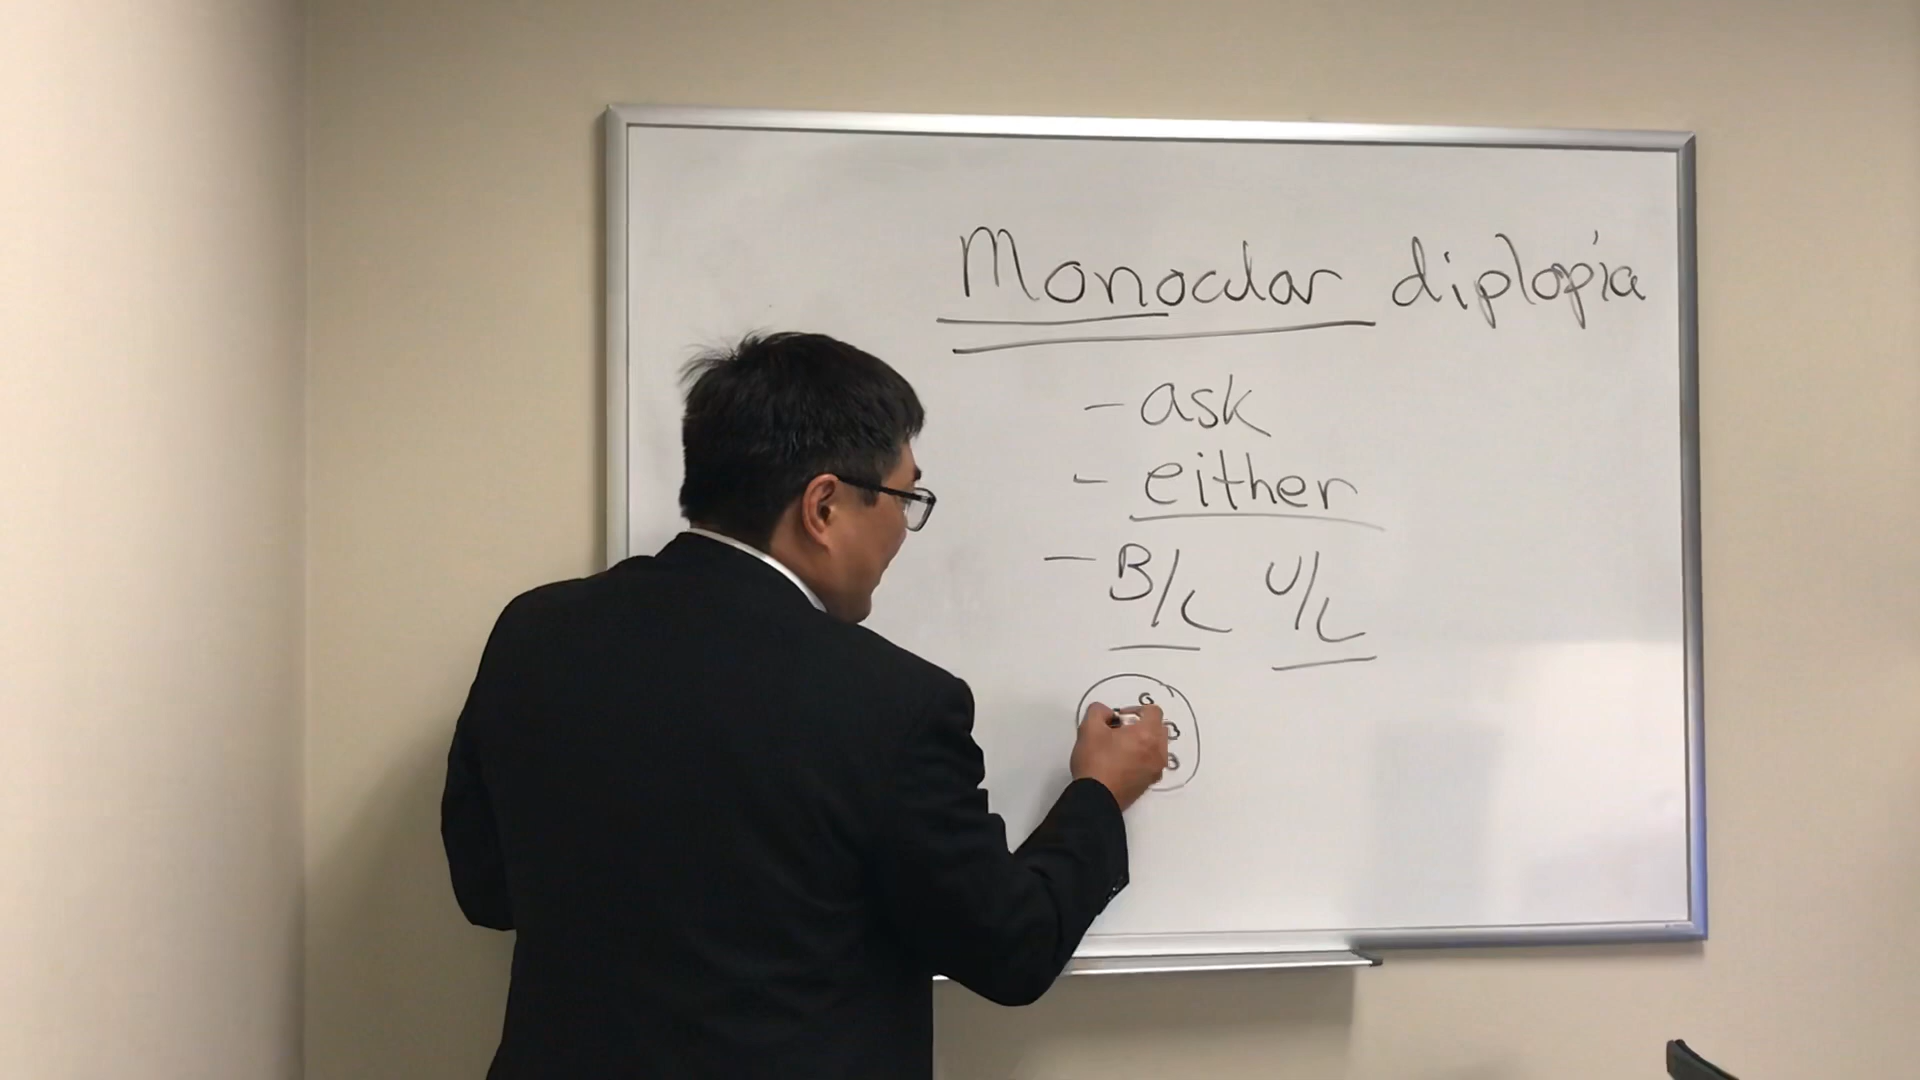 Monocular diplopia
- ask
- either
- B/L U/L